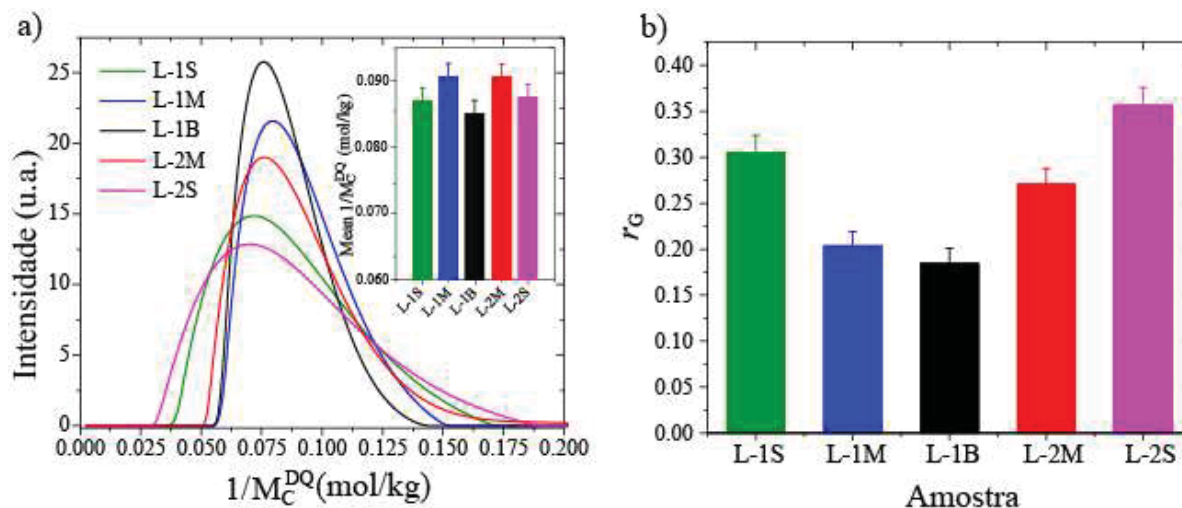 a)
Intensidade (u.a.)
25
20
15
10
5
0
L-1S
L-1M
L-1B
L-2M
L-2S
Mean 1/M_C^DQ (mol/kg)
0.090
0.080
0.070
0.060
L-1S L-1M L-1B L-2M L-2S
0.000 0.025 0.050 0.075 0.100 0.125 0.150 0.175 0.200
1/M_C^DQ(mol/kg)
b)
r_G
0.40
0.35
0.30
0.25
0.20
0.15
0.10
0.05
0.00
L-1S L-1M L-1B L-2M L-2S
Amostra